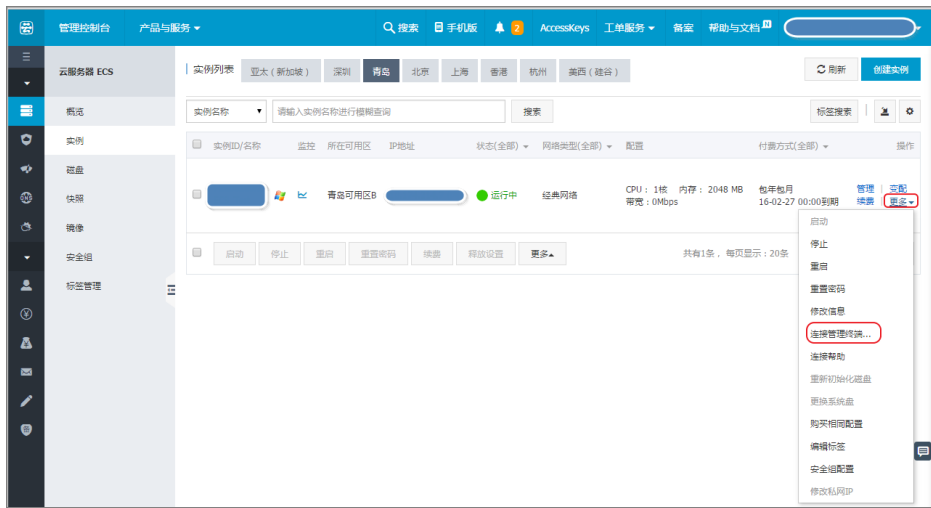 管理控制台 产品与服务 搜索 手机版 2 AccessKeys 工单服务 备案 帮助与文档 N
云服务器 ECS
概览
实例
磁盘
快照
镜像
安全组
标签管理
实例列表 亚太(新加坡) 深圳 青岛 北京 上海 香港 杭州 美西(硅谷) 刷新 创建实例
实例名称 请输入实例名称进行模糊查询 搜索 标签搜索
实例ID/名称 监控 所在可用区 IP地址 状态(全部) 网络类型(全部) 配置 付费方式(全部) 操作
青岛可用区B 运行中 经典网络 CPU: 1核 内存: 2048 MB 包年包月 管理 | 变配
带宽:0Mbps 16-02-27 00:00到期 续费 | 更多
启动 停止 重启 重置密码 续费 释放设置 更多 共有1条,每页显示:20条
启动
停止
重启
重置密码
修改信息
连接管理终端...
连接帮助
重新初始化磁盘
更换系统盘
购买相同配置
编辑标签
安全组配置
修改私网IP